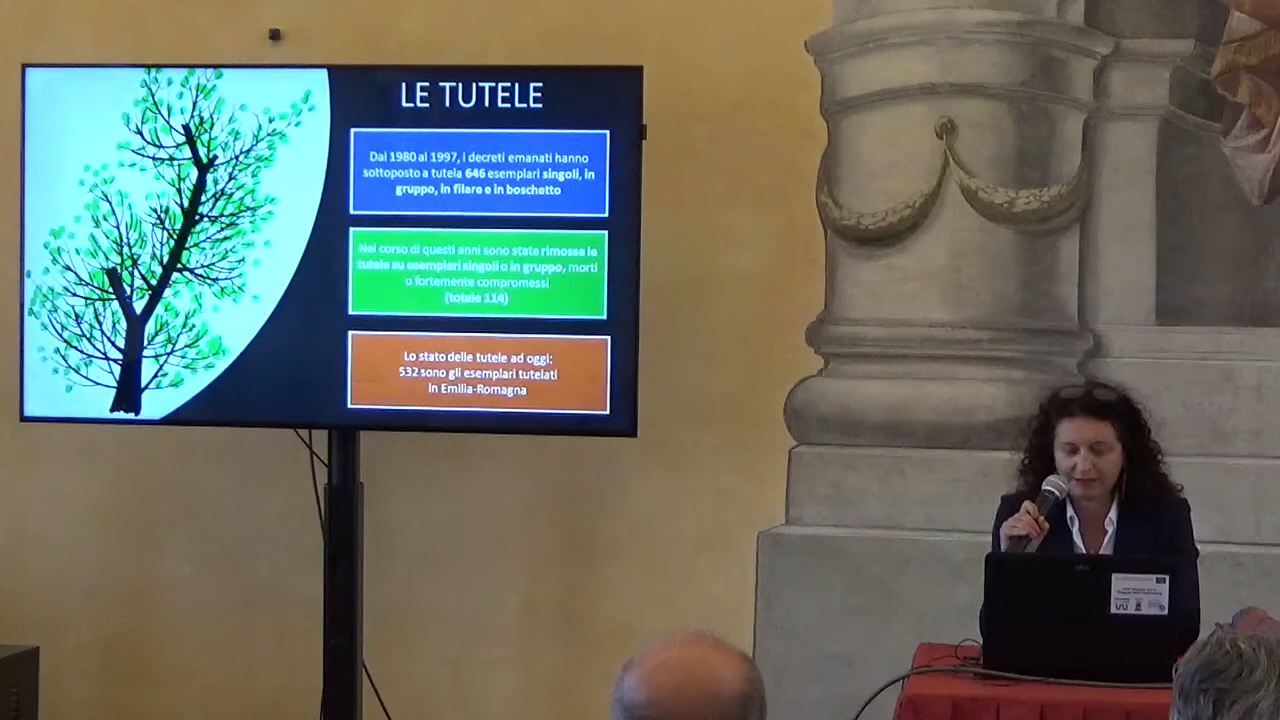 LE TUTELE
Dal 1980 al 1997, i decreti emanati hanno
sottoposto a tutela 646 esemplari singoli, in
gruppo, in filare e in boschetto
Nel corso di questi anni sono state rimosse le
tutele su esemplari singoli o in gruppo, morti
o fortemente compromessi
(totale 114)
Lo stato delle tutele ad oggi:
532 sono gli esemplari tutelati
in Emilia-Romagna